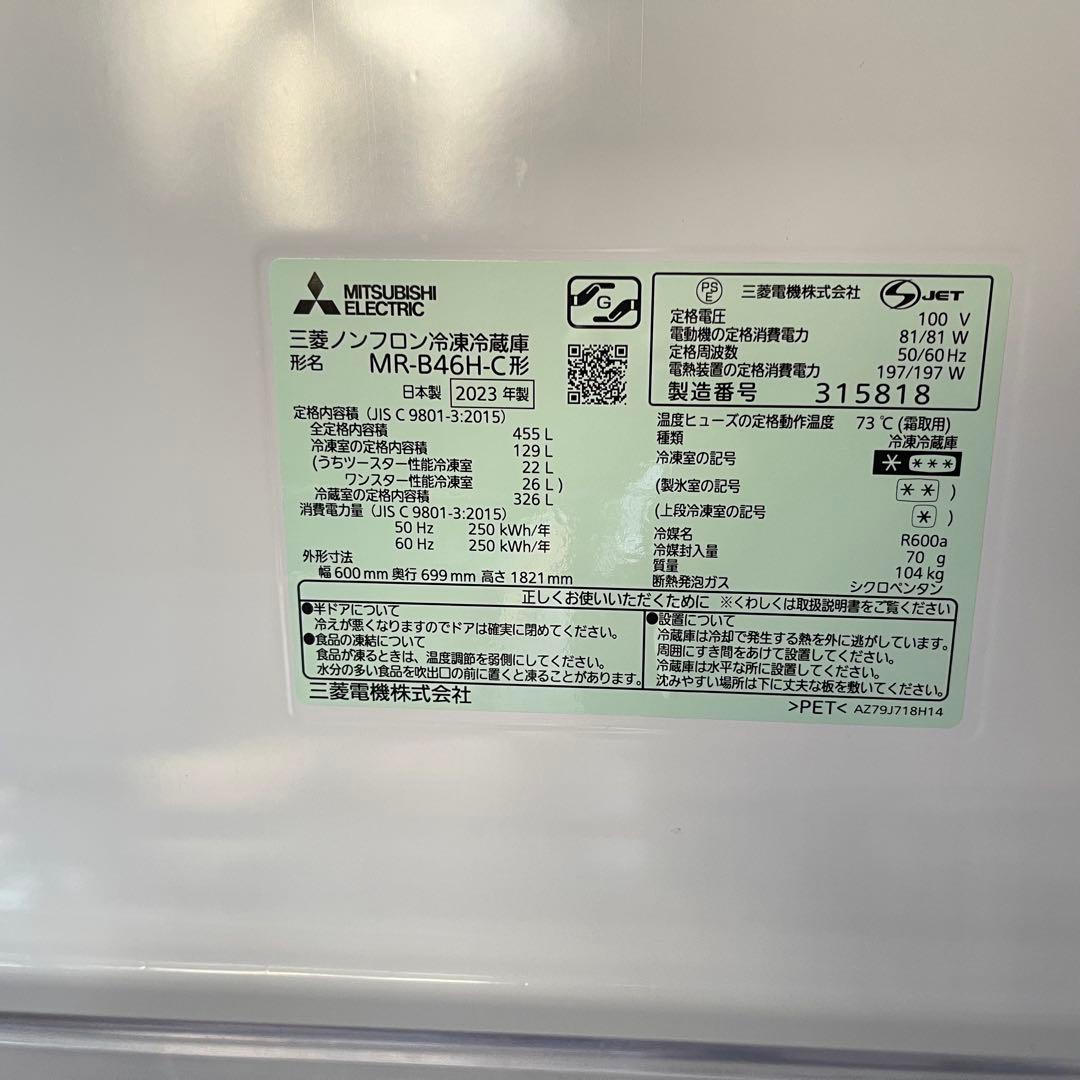 MITSUBISHI
ELECTRIC
三菱ノンフロン冷凍冷蔵庫
形名 MR-B46H-C形
日本製 2023 年製
定格内容積（JIS C 9801-3:2015）
全定格内容積 455 L
冷凍室の定格内容積 129 L
(うちツースター性能冷凍室 22 L
ワンスター性能冷凍室 26 L )
冷蔵室の定格内容積 326 L
消費電力量（JIS C 9801-3:2015）
50 Hz 250 kWh/年
60 Hz 250 kWh/年
外形寸法
幅 600 mm 奥行 699 mm 高さ 1821 mm
G
PS
E 三菱電機株式会社 S JET
定格電圧 100 V
電動機の定格消費電力 81/81 W
定格周波数 50/60 Hz
電熱装置の定格消費電力 197/197 W
製造番号 315818
温度ヒューズの定格動作温度 73 ℃ (霜取用)
種類 冷凍冷蔵庫
冷凍室の記号 * ***
(製氷室の記号 ** )
(上段冷凍室の記号 * )
冷媒名 R600a
冷媒封入量 70 g
質量 104 kg
断熱発泡ガス シクロペンタン
正しくお使いいただくために ※くわしくは取扱説明書をご覧ください
●半ドアについて
冷えが悪くなりますのでドアは確実に閉めてください。
●食品の凍結について
食品が凍るときは、温度調節を弱側にしてください。
水分の多い食品を吹出口の前に置くと凍ることがあります。
●設置について
冷蔵庫は冷却で発生する熱を外に逃がしています。
周囲にすき間をあけて設置してください。
冷蔵庫は水平な所に設置してください。
沈みやすい場所は下に丈夫な板を敷いてください。
三菱電機株式会社
>PET< AZ79J718H14